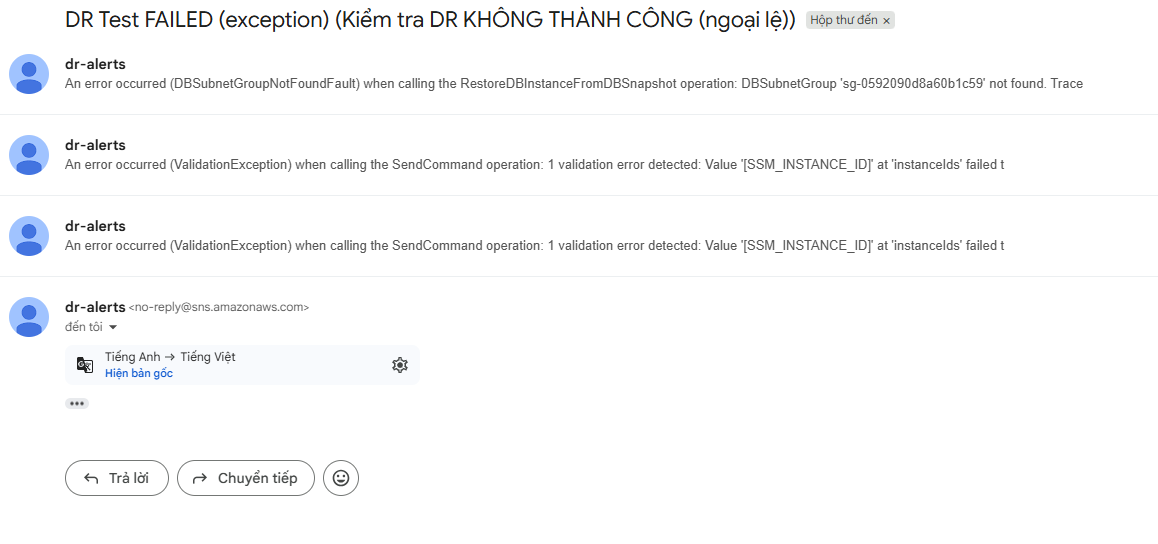 DR Test FAILED (exception) (Kiểm tra DR KHÔNG THÀNH CÔNG (ngoại lệ)) Hộp thư đến ×
dr-alerts
An error occurred (DBSubnetGroupNotFoundFault) when calling the RestoreDBInstanceFromDBSnapshot operation: DBSubnetGroup 'sg-0592090d8a60b1c59' not found. Trace
dr-alerts
An error occurred (ValidationException) when calling the SendCommand operation: 1 validation error detected: Value '[SSM_INSTANCE_ID]' at 'instanceIds' failed t
dr-alerts
An error occurred (ValidationException) when calling the SendCommand operation: 1 validation error detected: Value '[SSM_INSTANCE_ID]' at 'instanceIds' failed t
dr-alerts <no-reply@sns.amazonaws.com>
đến tôi
Tiếng Anh → Tiếng Việt
Hiện bản gốc
Trả lời Chuyển tiếp